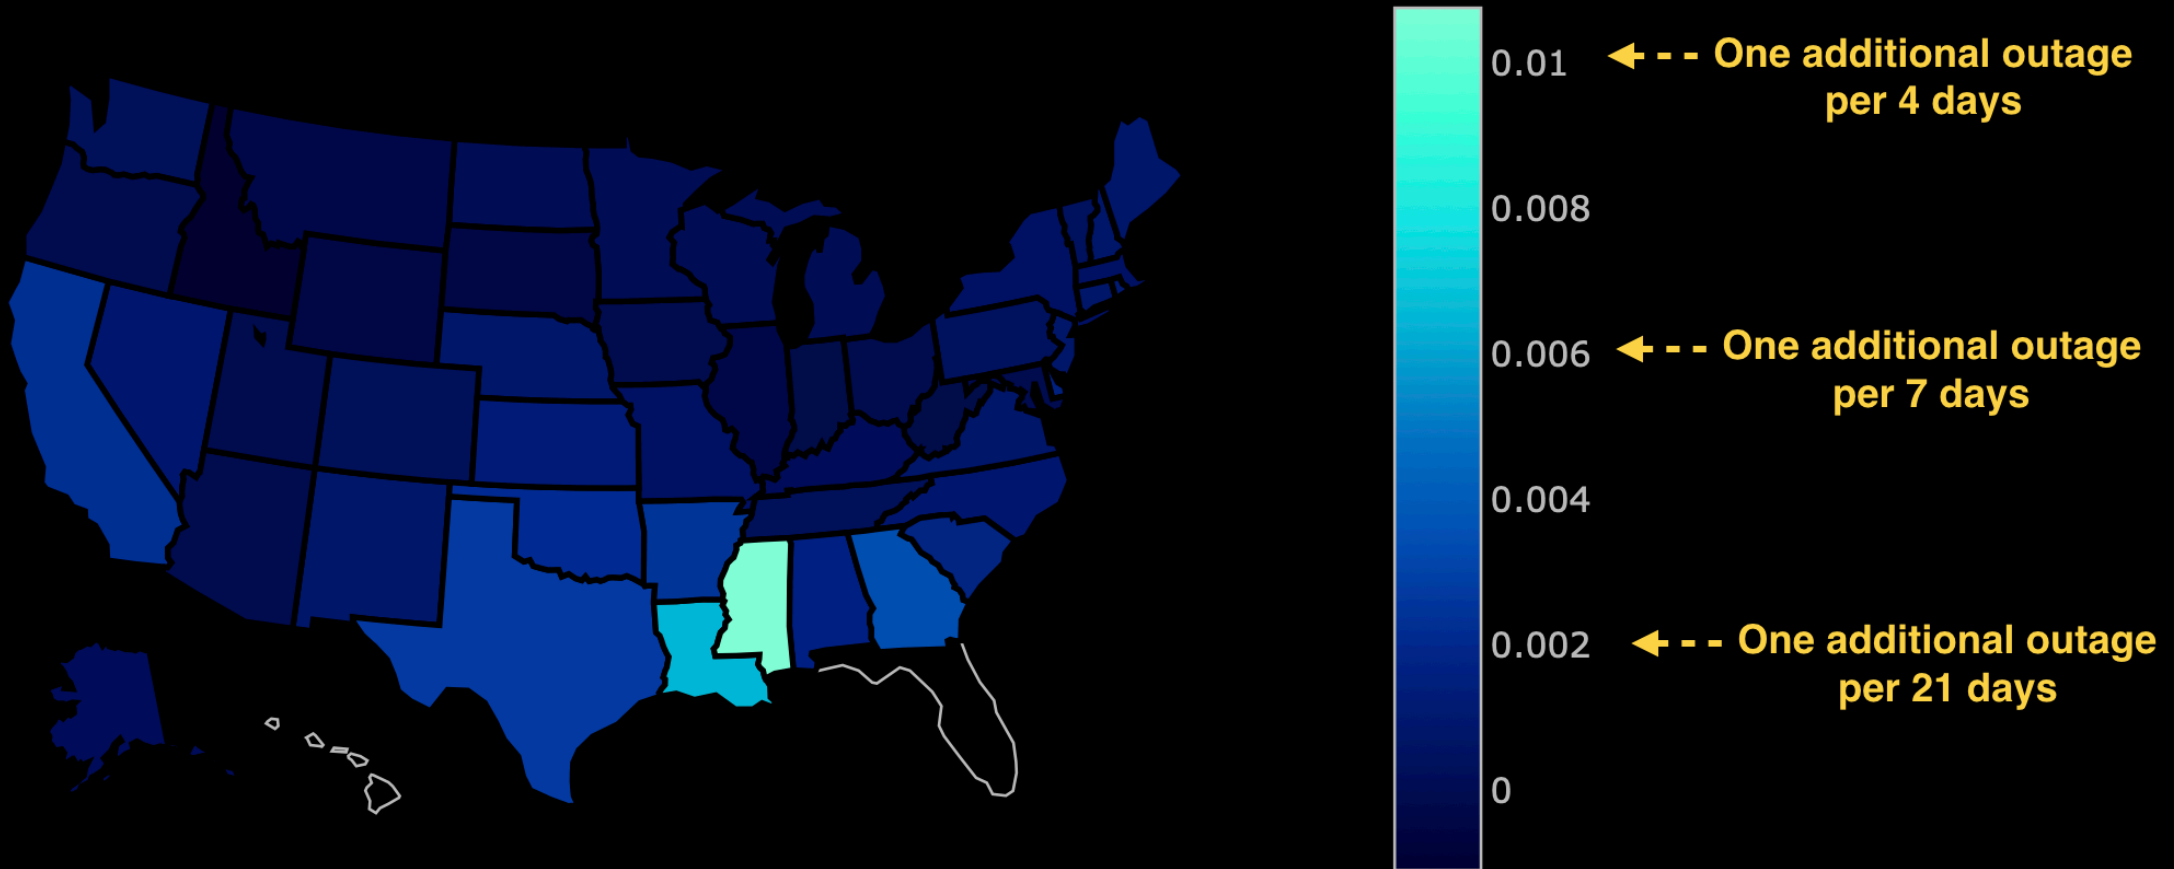 0.01
One additional outage
per 4 days
0.008
0.006
One additional outage
per 7 days
0.004
0.002
One additional outage
per 21 days
0